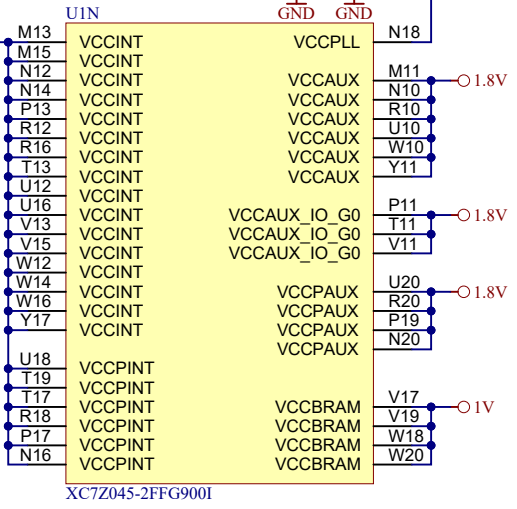 U1N GND GND
M13 VCCINT VCCPLL N18
M15 VCCINT
N12 VCCINT VCCAUX M11 1.8V
N14 VCCINT VCCAUX N10
P13 VCCINT VCCAUX R10
R12 VCCINT VCCAUX U10
R16 VCCINT VCCAUX W10
T13 VCCINT VCCAUX Y11
U12 VCCINT
U16 VCCINT VCCAUX_IO_G0 P11 1.8V
V13 VCCINT VCCAUX_IO_G0 T11
V15 VCCINT VCCAUX_IO_G0 V11
W12 VCCINT
W14 VCCINT VCCPAUX U20 1.8V
W16 VCCINT VCCPAUX R20
Y17 VCCINT VCCPAUX P19
VCCPAUX N20
U18 VCCPINT
T19 VCCPINT
T17 VCCPINT VCCBRAM V17 1V
R18 VCCPINT VCCBRAM V19
P17 VCCPINT VCCBRAM W18
N16 VCCPINT VCCBRAM W20
XC7Z045-2FFG900I